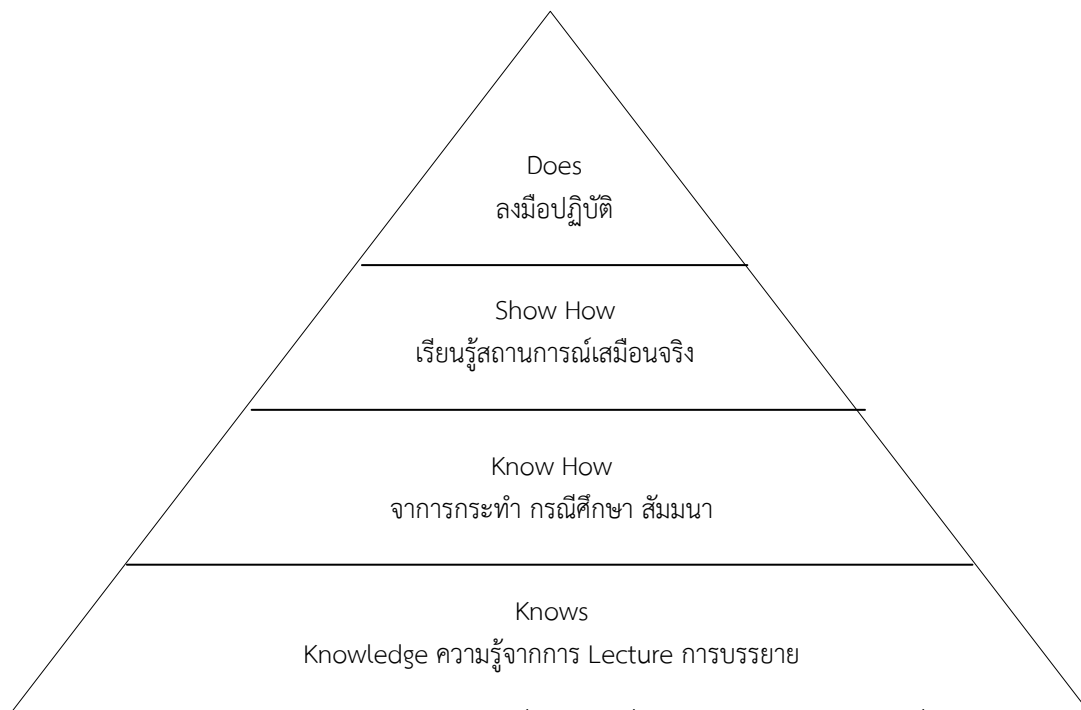 Does
ลงมือปฏิบัติ
Show How
เรียนรู้สถานการณ์เสมือนจริง
Know How
จาการกระทำ กรณีศึกษา สัมมนา
Knows
Knowledge ความรู้จากการ Lecture การบรรยาย